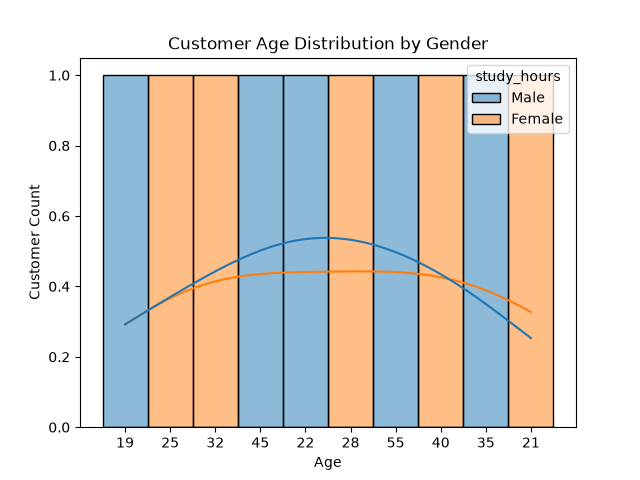 Customer Age Distribution by Gender
study_hours
Male
Female
Customer Count
1.0
0.8
0.6
0.4
0.2
0.0
19 25 32 45 22 28 55 40 35 21
Age